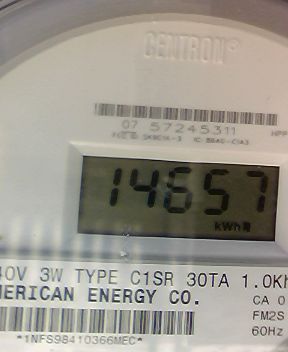 CENTRON®
07 57245311
14657
kWh
40V 3W TYPE C1SR 30TA 1.0Kh
MERICAN ENERGY CO.
CA 0
FM2S
60Hz
*1NFS98410366MEC*